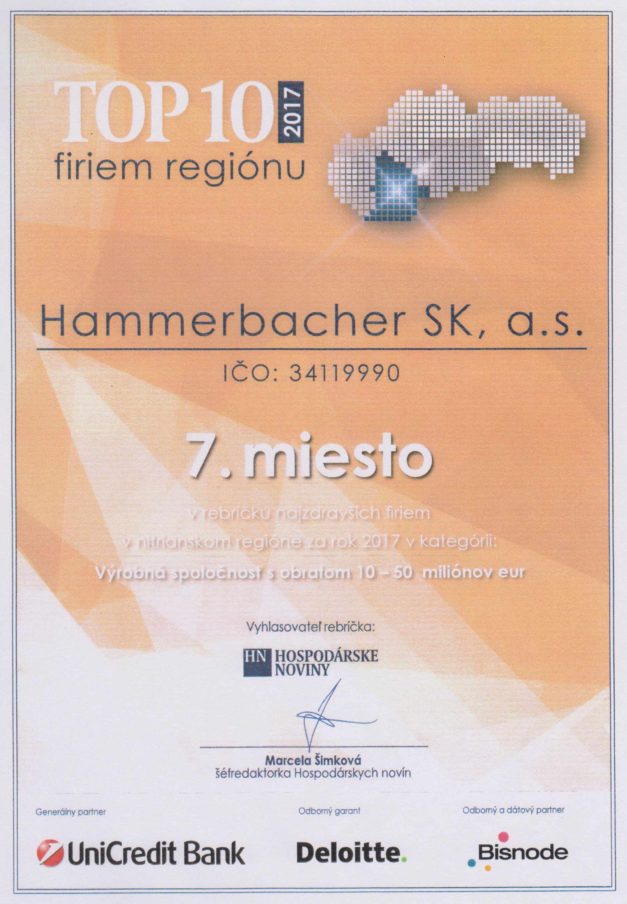 TOP 10 2017
firiem regiónu
Hammerbacher SK, a.s.
IČO: 34119990
7. miesto
v rebríčku najzdravších firiem
v nitrianskom regióne za rok 2017 v kategórii:
Výrobná spoločnosť s obratom 10 – 50 miliónov eur
Vyhlasovateľ rebríčka:
HN HOSPODÁRSKE
NOVINY
Marcela Šimková
šéfredaktorka Hospodárskych novín
Generálny partner
Odborný garant
Odborný a dátový partner
UniCredit Bank
Deloitte.
Bisnode